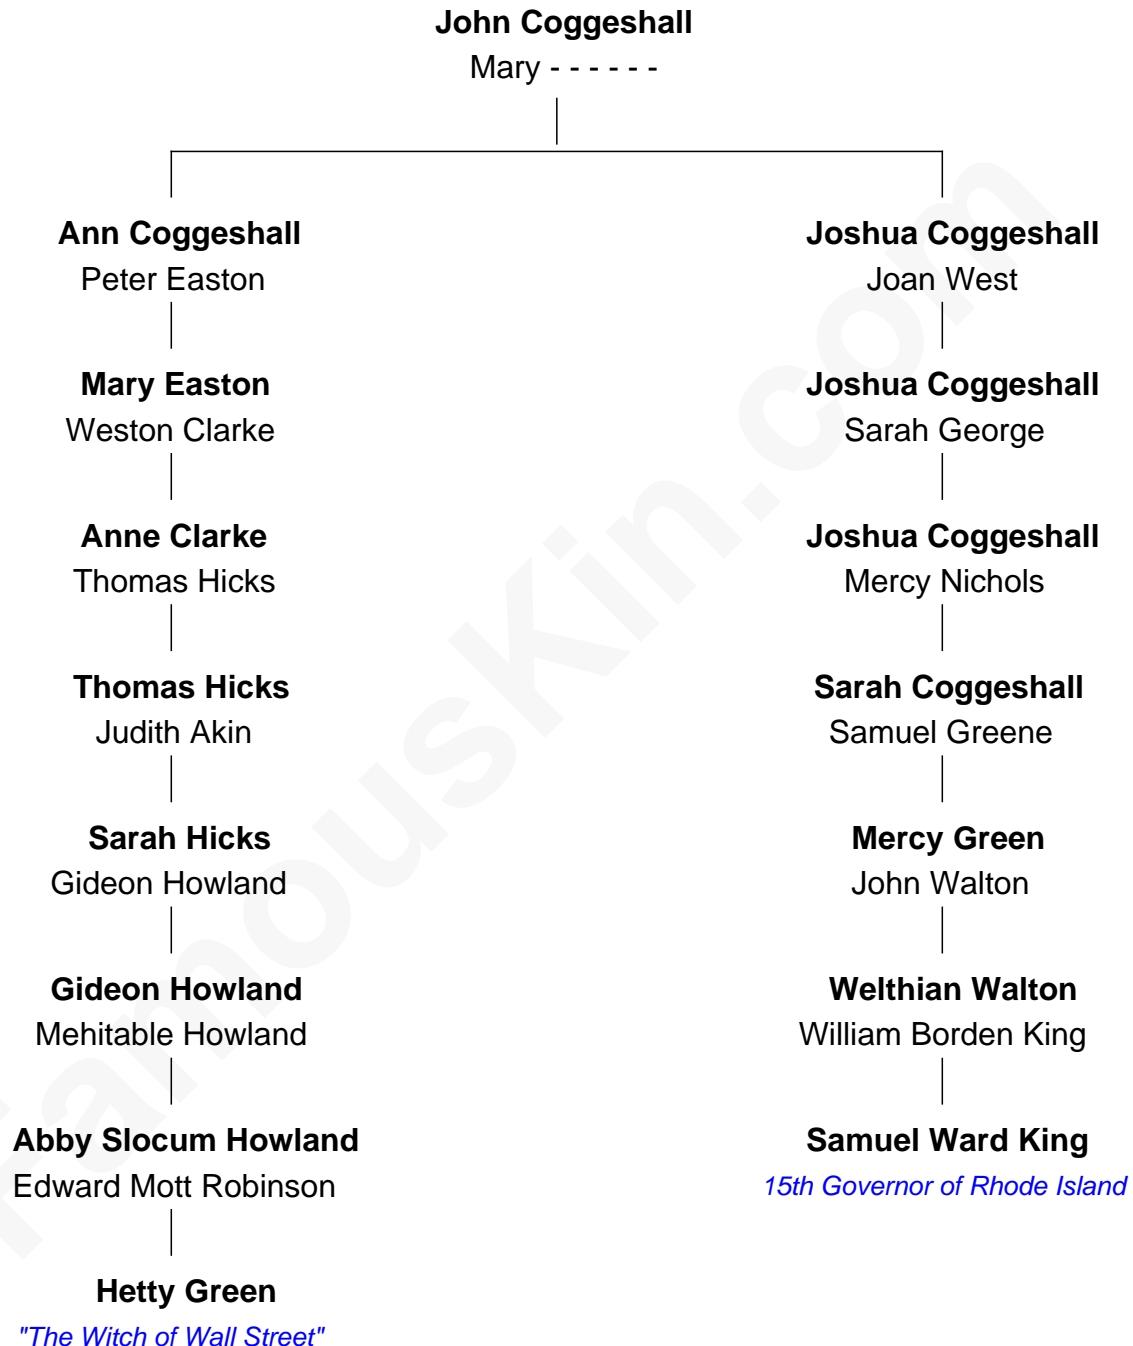 John Coggeshall
Mary - - - - - -
Ann Coggeshall
Peter Easton
Mary Easton
Weston Clarke
Anne Clarke
Thomas Hicks
Thomas Hicks
Judith Akin
Sarah Hicks
Gideon Howland
Gideon Howland
Mehitable Howland
Abby Slocum Howland
Edward Mott Robinson
Hetty Green
"The Witch of Wall Street"
Joshua Coggeshall
Joan West
Joshua Coggeshall
Sarah George
Joshua Coggeshall
Mercy Nichols
Sarah Coggeshall
Samuel Greene
Mercy Green
John Walton
Welthian Walton
William Borden King
Samuel Ward King
15th Governor of Rhode Island
FamousKin.com